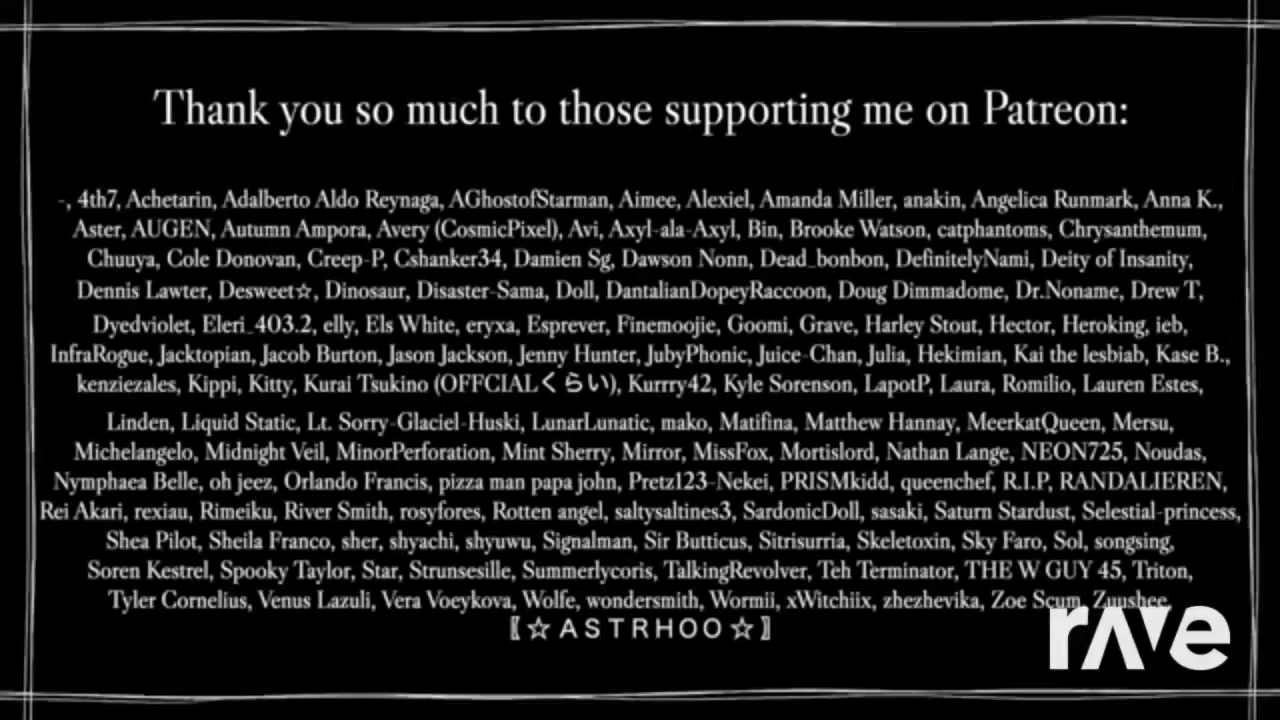 Thank you so much to those supporting me on Patreon:
-, 4th7, Achetarin, Adalberto Aldo Reynaga, AGhostofStarman, Aimee, Alexiel, Amanda Miller, anakin, Angelica Runmark, Anna K.,
Aster, AUGEN, Autumn Ampora, Avery (CosmicPixel), Avi, Axyl-ala-Axyl, Bin, Brooke Watson, catphantoms, Chrysanthemum,
Chuuya, Cole Donovan, Creep-P, Cshanker34, Damien Sg, Dawson Nonn, Dead_bonbon, DefinitelyNami, Deity of Insanity,
Dennis Lawter, Desweet☆, Dinosaur, Disaster-Sama, Doll, DantalianDopeyRaccoon, Doug Dimmadome, Dr.Noname, Drew T,
Dyedviolet, Eleri_403.2, elly, Els White, eryxa, Esprever, Finemoojie, Goomi, Grave, Harley Stout, Hector, Heroking, ieb,
InfraRogue, Jacktopian, Jacob Burton, Jason Jackson, Jenny Hunter, JubyPhonic, Juice-Chan, Julia, Hekimian, Kai the lesbiab, Kase B.,
kenziezales, Kippi, Kitty, Kurai Tsukino (OFFCIALくらい), Kurrry42, Kyle Sorenson, LapotP, Laura, Romilio, Lauren Estes,
Linden, Liquid Static, Lt. Sorry-Glaciel-Huski, LunarLunatic, mako, Matifina, Matthew Hannay, MeerkatQueen, Mersu,
Michelangelo, Midnight Veil, MinorPerforation, Mint Sherry, Mirror, MissFox, Mortislord, Nathan Lange, NEON725, Noudas,
Nymphaea Belle, oh jeez, Orlando Francis, pizza man papa john, Pretz123-Nekei, PRISMkidd, queenchef, R.I.P, RANDALIEREN,
Rei Akari, rexiau, Rimeiku, River Smith, rosyfores, Rotten angel, saltysaltines3, SardonicDoll, sasaki, Saturn Stardust, Selestial-princess,
Shea Pilot, Sheila Franco, sher, shyachi, shyuwu, Signalman, Sir Butticus, Sitrisurria, Skeletoxin, Sky Faro, Sol, songsing,
Soren Kestrel, Spooky Taylor, Star, Strunsesille, Summerlycoris, TalkingRevolver, Teh Terminator, THE W GUY 45, Triton,
Tyler Cornelius, Venus Lazuli, Vera Voeykova, Wolfe, wondersmith, Wormii, xWitchiix, zhezhevika, Zoe Scum, Zuushee,
〖☆ A S T R H O O ☆〗
rave